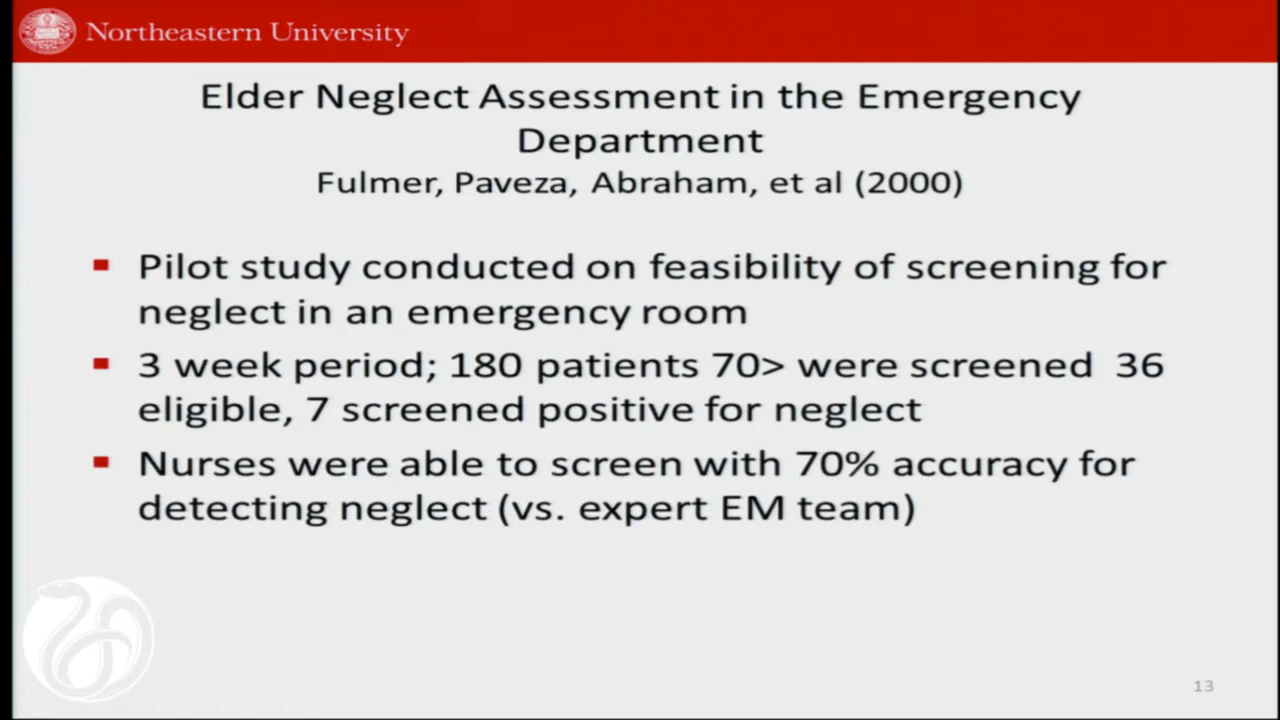 Northeastern University
Elder Neglect Assessment in the Emergency
Department
Fulmer, Paveza, Abraham, et al (2000)
Pilot study conducted on feasibility of screening for
neglect in an emergency room
3 week period; 180 patients 70> were screened 36
eligible, 7 screened positive for neglect
Nurses were able to screen with 70% accuracy for
detecting neglect (vs. expert EM team)
13